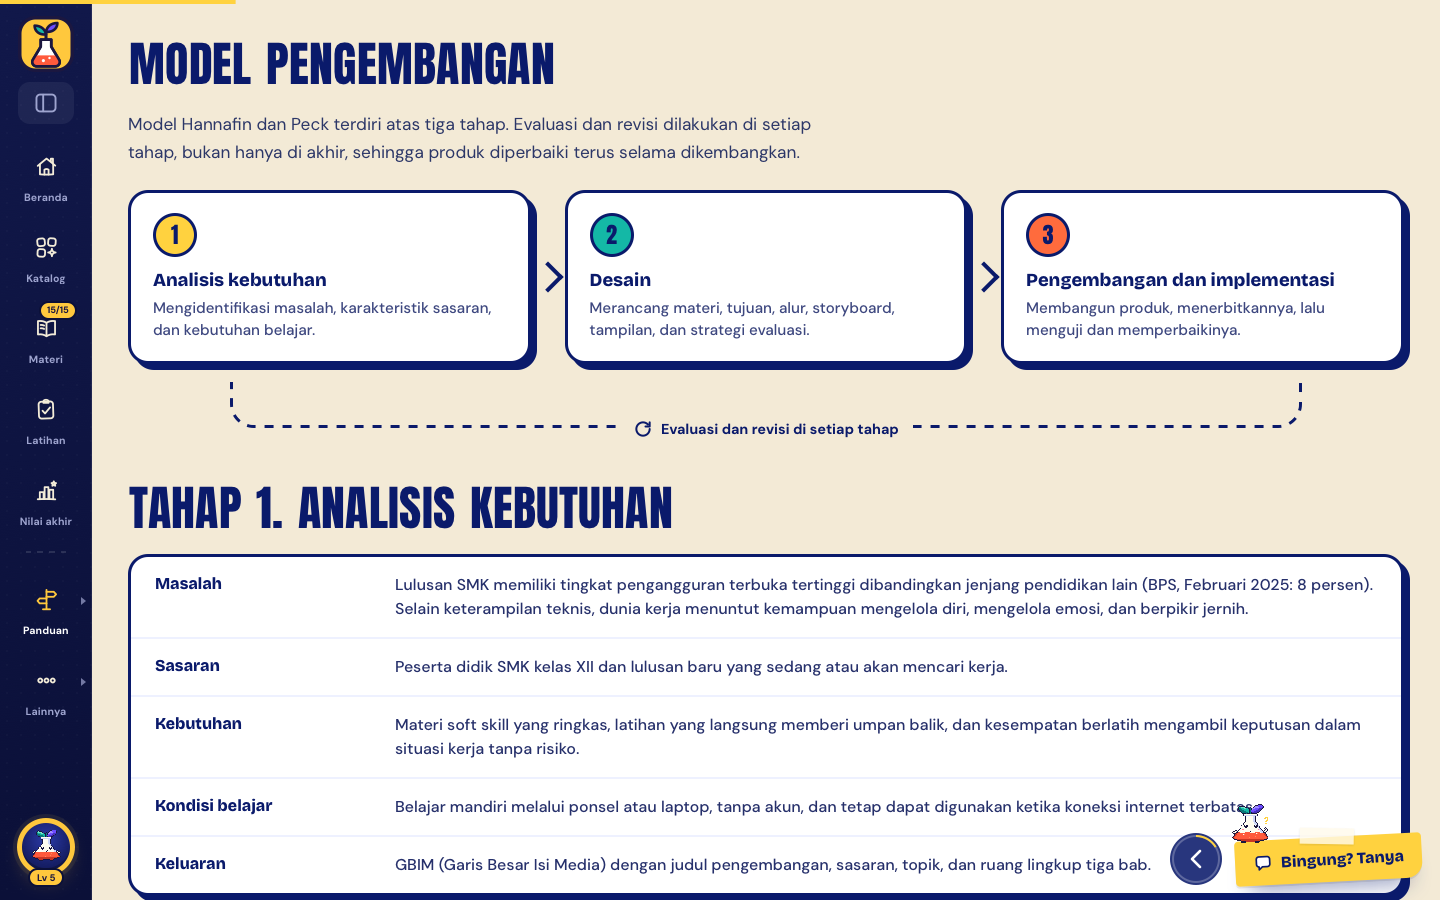 Beranda
Katalog
15/15
Materi
Latihan
Nilai akhir
Panduan
Lainnya
Lv 5
MODEL PENGEMBANGAN
Model Hannafin dan Peck terdiri atas tiga tahap. Evaluasi dan revisi dilakukan di setiap
tahap, bukan hanya di akhir, sehingga produk diperbaiki terus selama dikembangkan.
1
Analisis kebutuhan
Mengidentifikasi masalah, karakteristik sasaran,
dan kebutuhan belajar.
2
Desain
Merancang materi, tujuan, alur, storyboard,
tampilan, dan strategi evaluasi.
3
Pengembangan dan implementasi
Membangun produk, menerbitkannya, lalu
menguji dan memperbaikinya.
Evaluasi dan revisi di setiap tahap
TAHAP 1. ANALISIS KEBUTUHAN
Masalah
Lulusan SMK memiliki tingkat pengangguran terbuka tertinggi dibandingkan jenjang pendidikan lain (BPS, Februari 2025: 8 persen).
Selain keterampilan teknis, dunia kerja menuntut kemampuan mengelola diri, mengelola emosi, dan berpikir jernih.
Sasaran
Peserta didik SMK kelas XII dan lulusan baru yang sedang atau akan mencari kerja.
Kebutuhan
Materi soft skill yang ringkas, latihan yang langsung memberi umpan balik, dan kesempatan berlatih mengambil keputusan dalam
situasi kerja tanpa risiko.
Kondisi belajar
Belajar mandiri melalui ponsel atau laptop, tanpa akun, dan tetap dapat digunakan ketika koneksi internet terbatas.
Keluaran
GBIM (Garis Besar Isi Media) dengan judul pengembangan, sasaran, topik, dan ruang lingkup tiga bab.
Bingung? Tanya